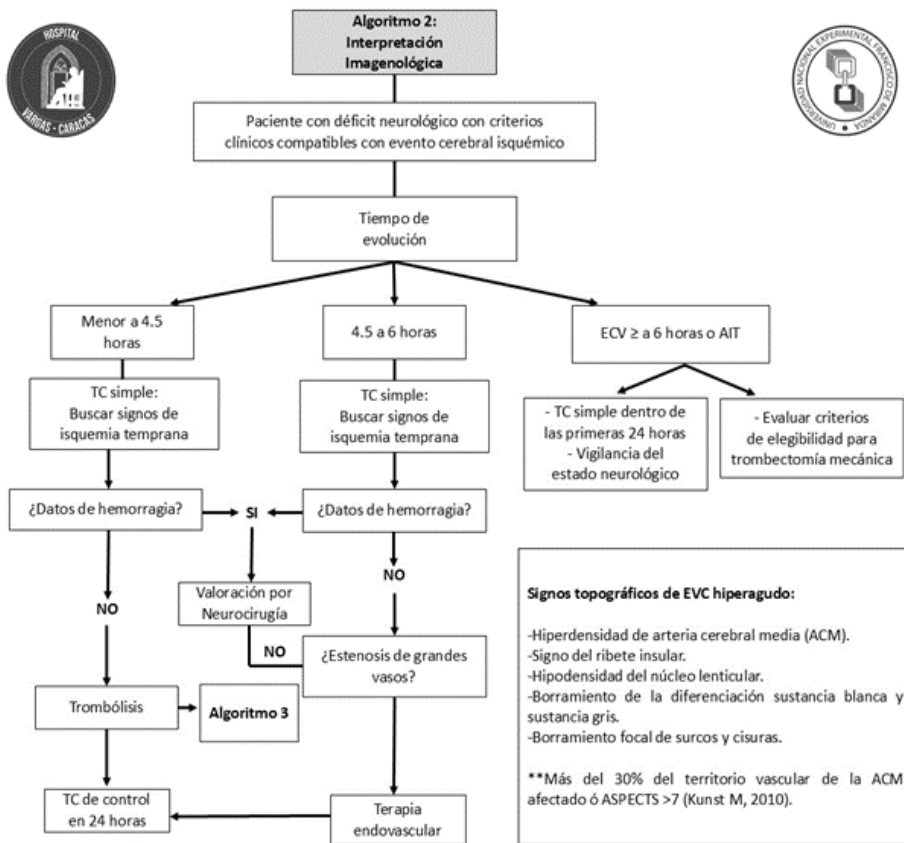 HOSPITAL
VARGAS - CARACAS
Algoritmo 2:
Interpretación
Imagenológica
UNIVERSIDAD NACIONAL EXPERIMENTAL FRANCISCO DE MIRANDA
Paciente con déficit neurológico con criterios
clínicos compatibles con evento cerebral isquémico
Tiempo de
evolución
Menor a 4.5
horas
4.5 a 6 horas
ECV ≥ a 6 horas o AIT
TC simple:
Buscar signos de
isquemia temprana
TC simple:
Buscar signos de
isquemia temprana
- TC simple dentro de
las primeras 24 horas
- Vigilancia del
estado neurológico
- Evaluar criterios
de elegibilidad para
trombectomía mecánica
¿Datos de hemorragia?
SI
¿Datos de hemorragia?
NO
NO
Valoración por
Neurocirugía
NO
¿Estenosis de grandes
vasos?
Trombólisis
Algoritmo 3
TC de control
en 24 horas
Terapia
endovascular
Signos topográficos de EVC hiperagudo:
-Hiperdensidad de arteria cerebral media (ACM).
-Signo del ribete insular.
-Hipodensidad del núcleo lenticular.
-Borramiento de la diferenciación sustancia blanca y
sustancia gris.
-Borramiento focal de surcos y cisuras.
**Más del 30% del territorio vascular de la ACM
afectado ó ASPECTS >7 (Kunst M, 2010).